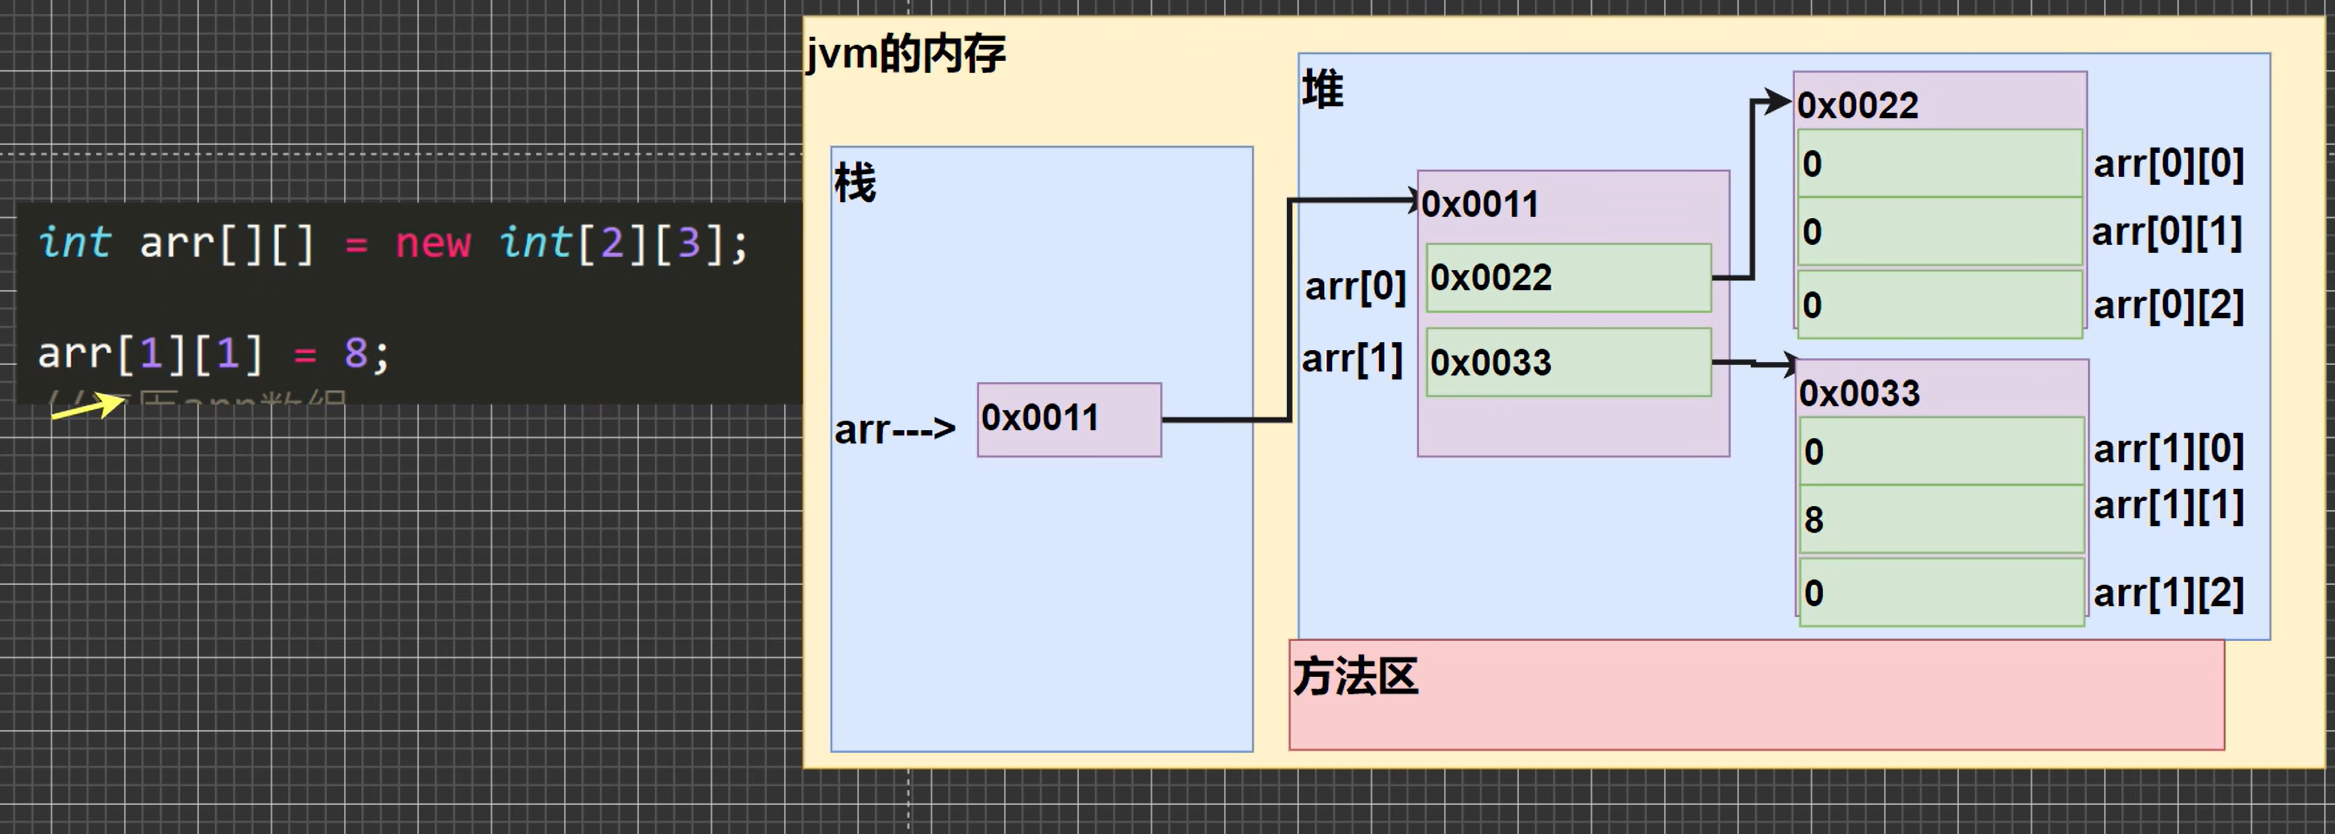 int arr[][] = new int[2][3];
arr[1][1] = 8;
jvm的内存
栈
arr---> 0x0011
堆
0x0011
arr[0] 0x0022
arr[1] 0x0033
0x0022
0 arr[0][0]
0 arr[0][1]
0 arr[0][2]
0x0033
0 arr[1][0]
8 arr[1][1]
0 arr[1][2]
方法区